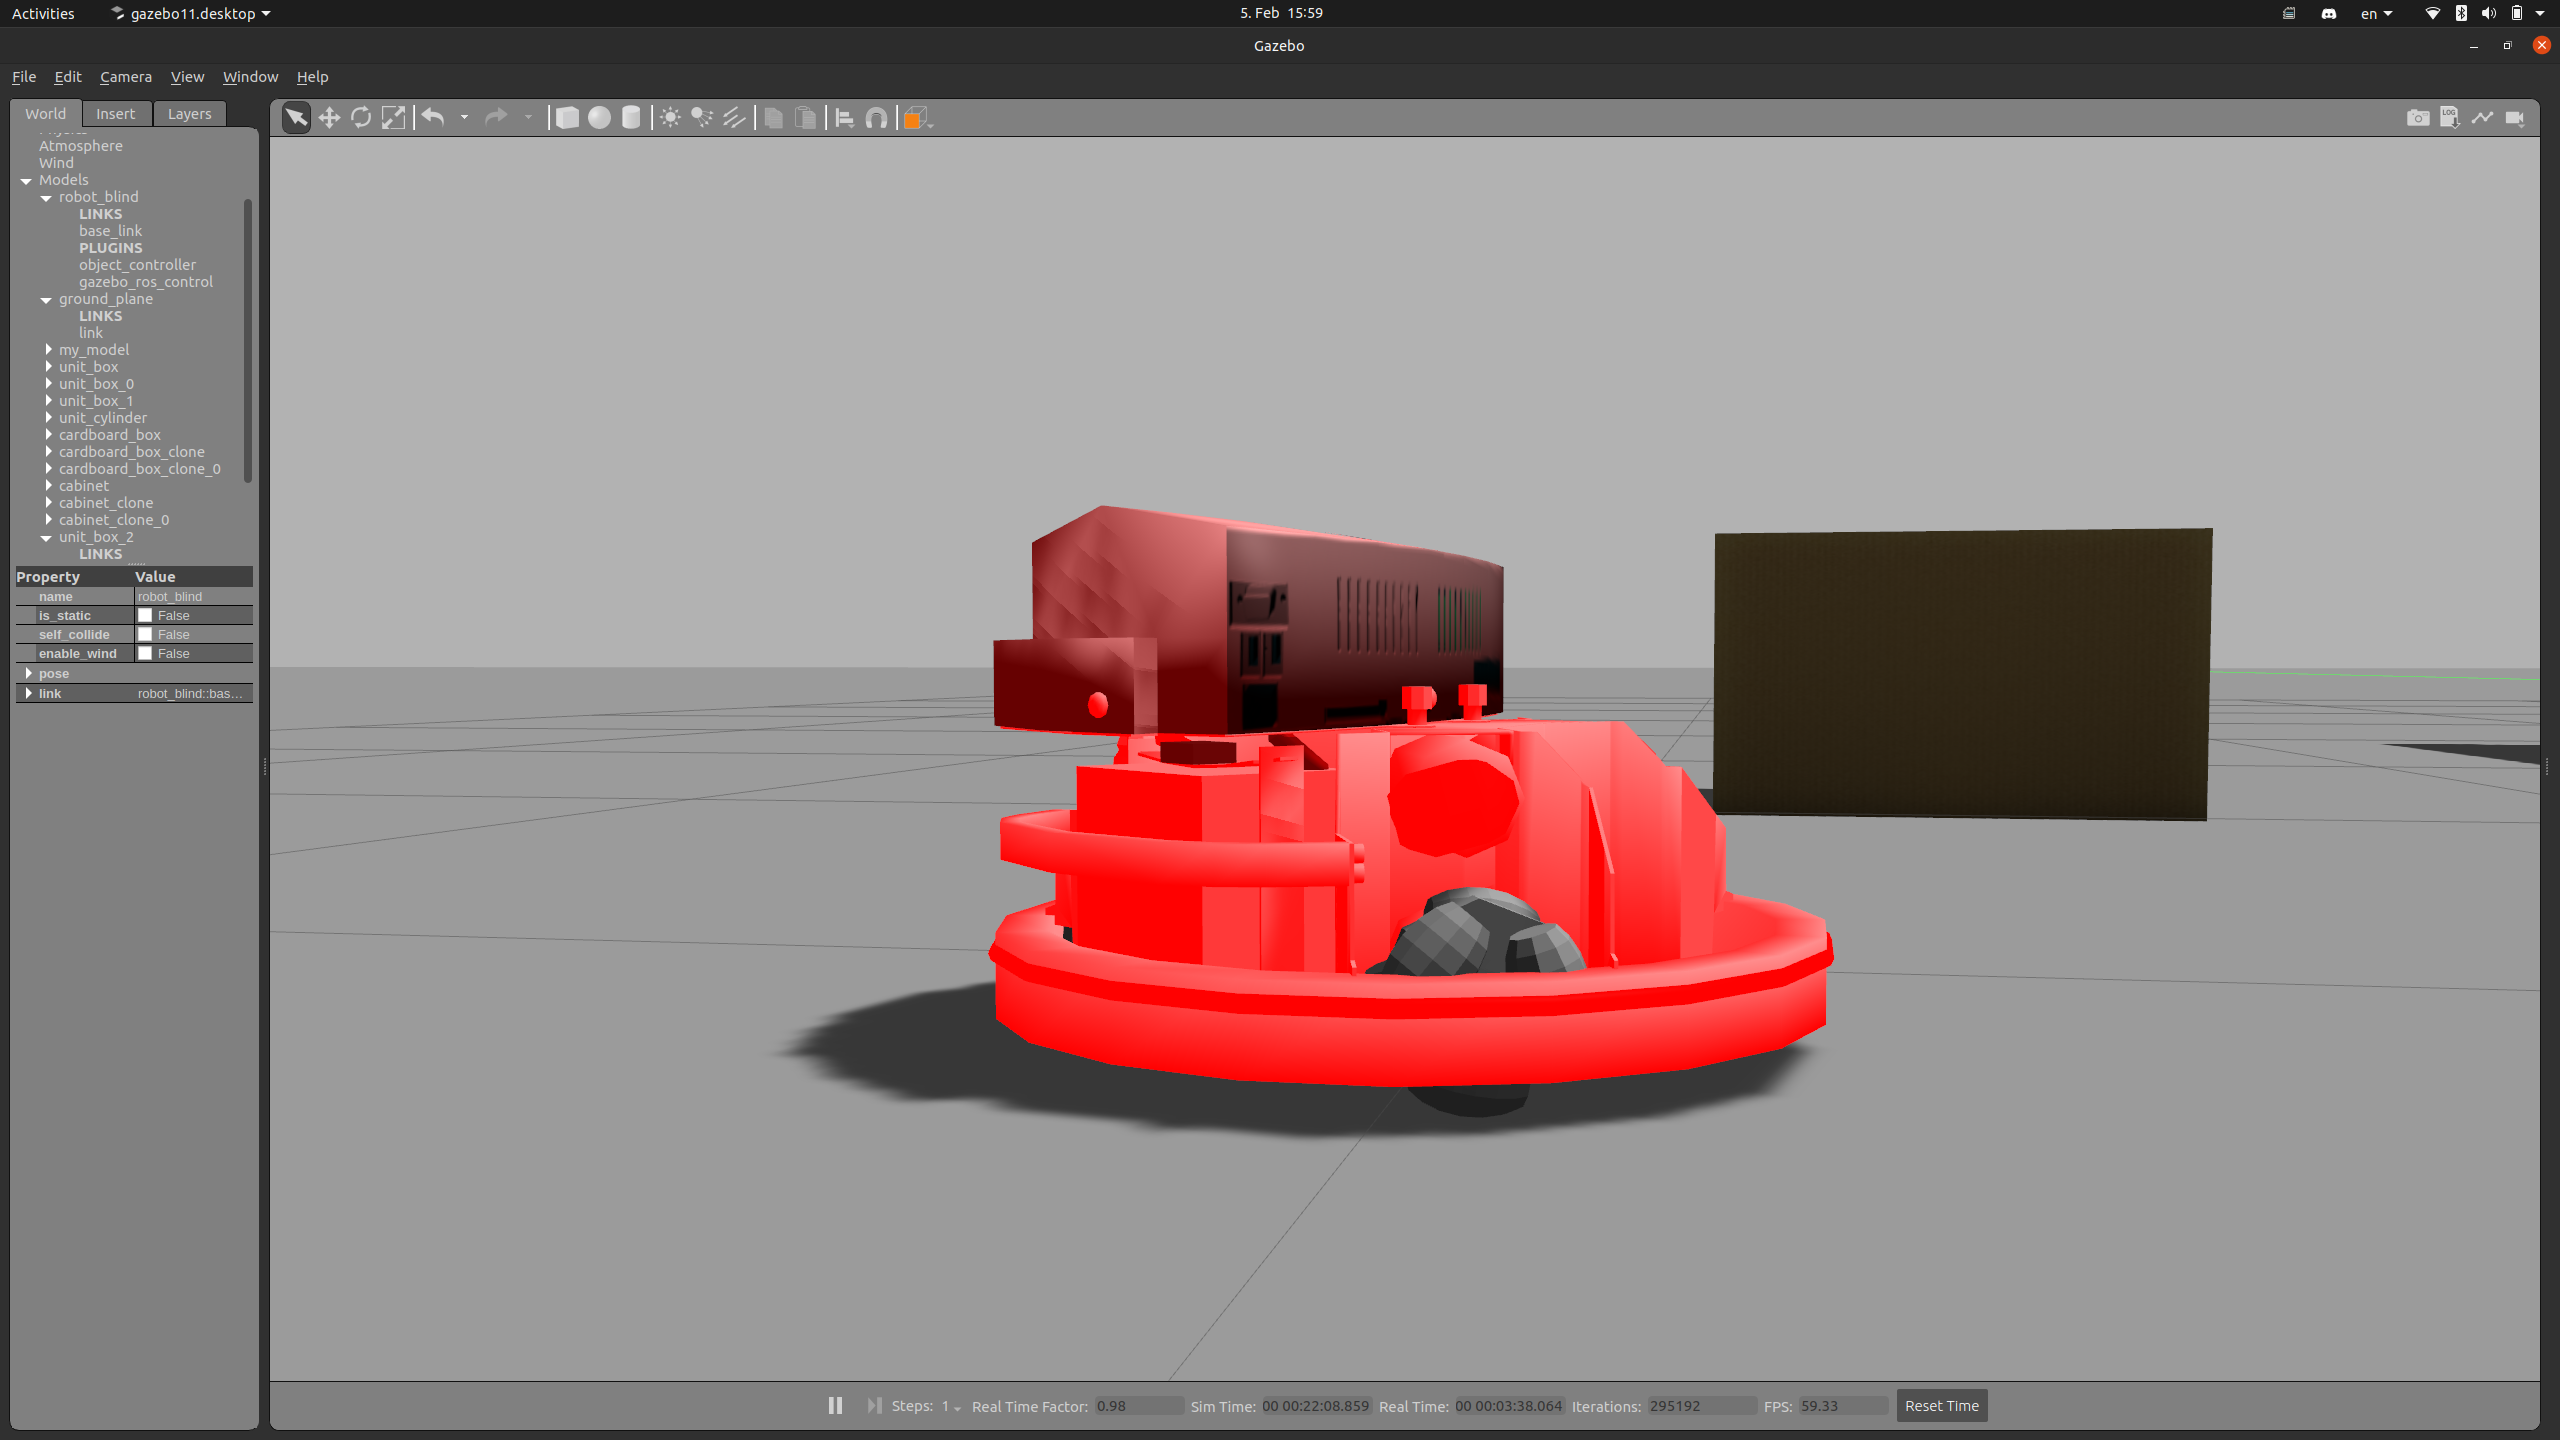 Activities gazebo11.desktop 5. Feb 15:59 en
Gazebo
File Edit Camera View Window Help
World Insert Layers
Atmosphere
Wind
Models
robot_blind
LINKS
base_link
PLUGINS
object_controller
gazebo_ros_control
ground_plane
LINKS
link
my_model
unit_box
unit_box_0
unit_box_1
unit_cylinder
cardboard_box
cardboard_box_clone
cardboard_box_clone_0
cabinet
cabinet_clone
cabinet_clone_0
unit_box_2
LINKS
Property Value
name robot_blind
is_static False
self_collide False
enable_wind False
pose
link robot_blind::bas...
LOG
Steps: 1 Real Time Factor: 0.98 Sim Time: 00 00:22:08.859 Real Time: 00 00:03:38.064 Iterations: 295192 FPS: 59.33 Reset Time